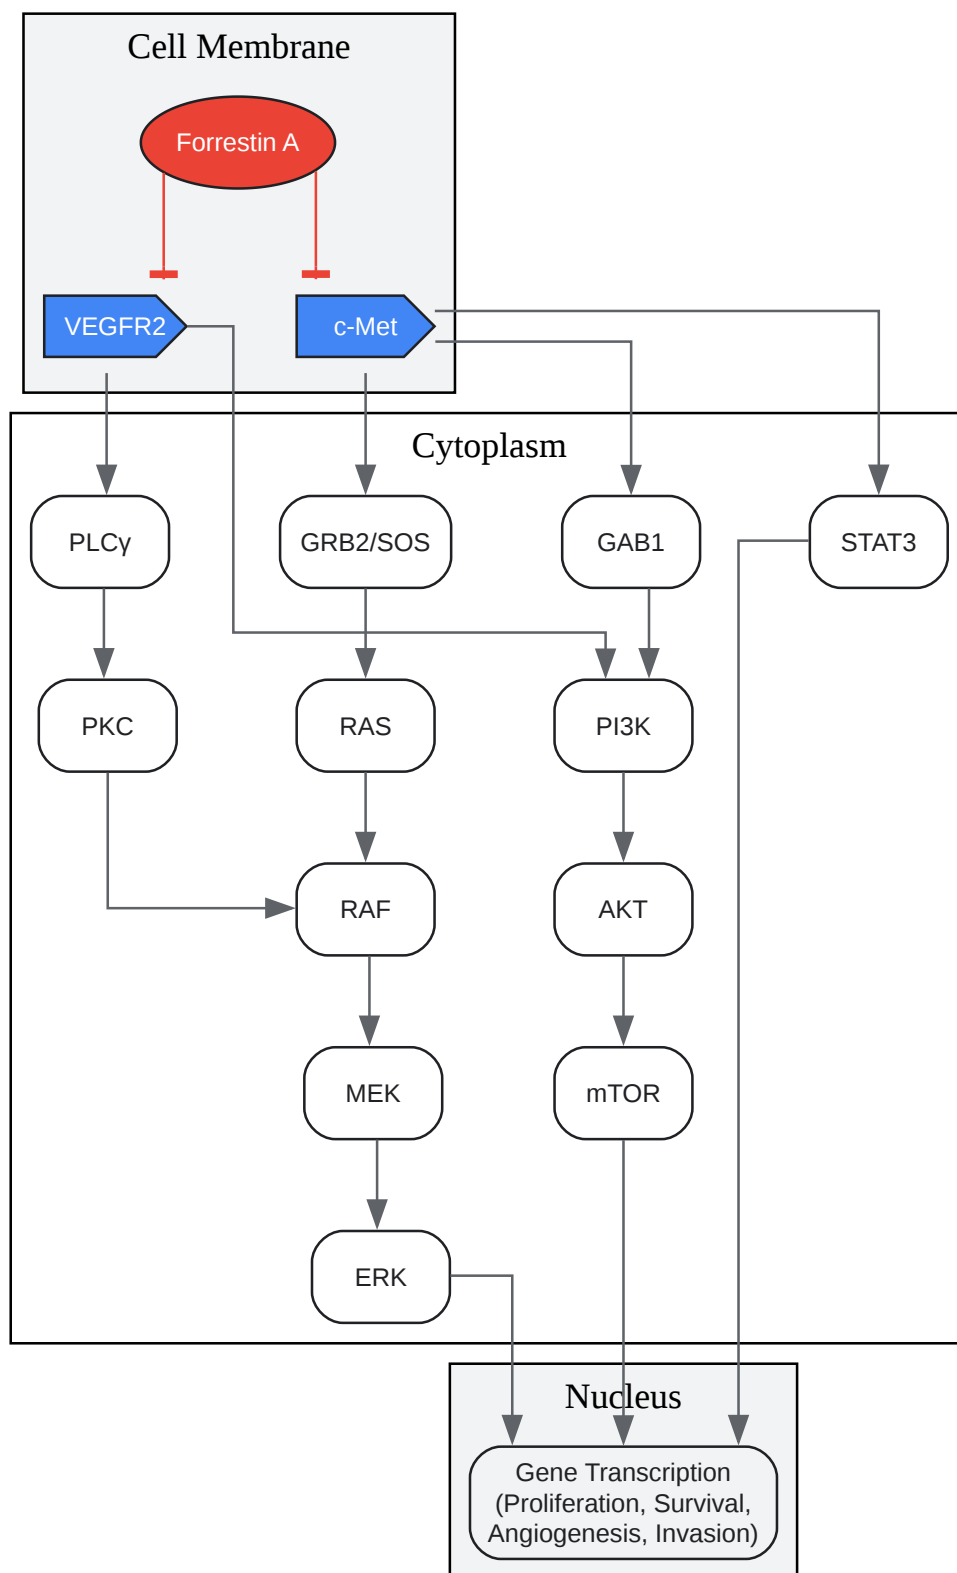 Cell Membrane
Forrestin A
VEGFR2
c-Met
Cytoplasm
PLCγ
GRB2/SOS
GAB1
STAT3
PKC
RAS
PI3K
RAF
AKT
MEK
mTOR
ERK
Nucleus
Gene Transcription
(Proliferation, Survival,
Angiogenesis, Invasion)